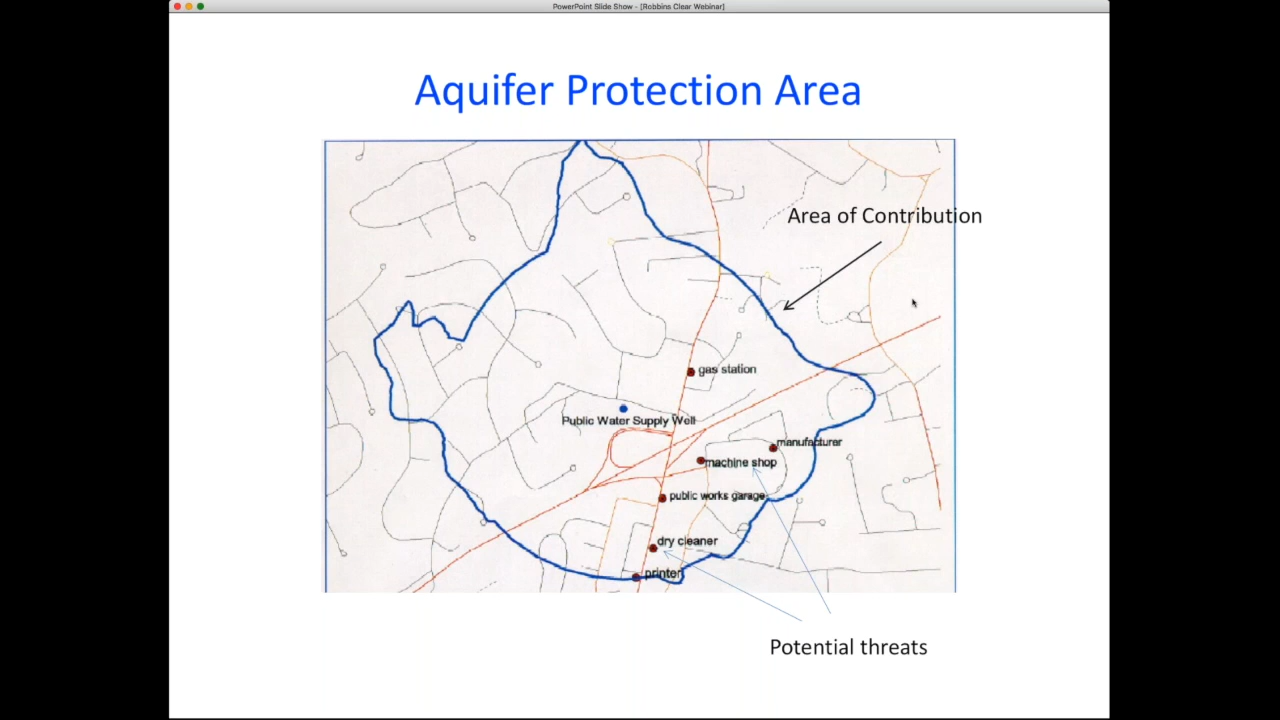 PowerPoint Slide Show - [Robbins Clear Webinar]
Aquifer Protection Area
Area of Contribution
gas station
Public Water Supply Well
manufacturer
machine shop
public works garage
dry cleaner
printer
Potential threats